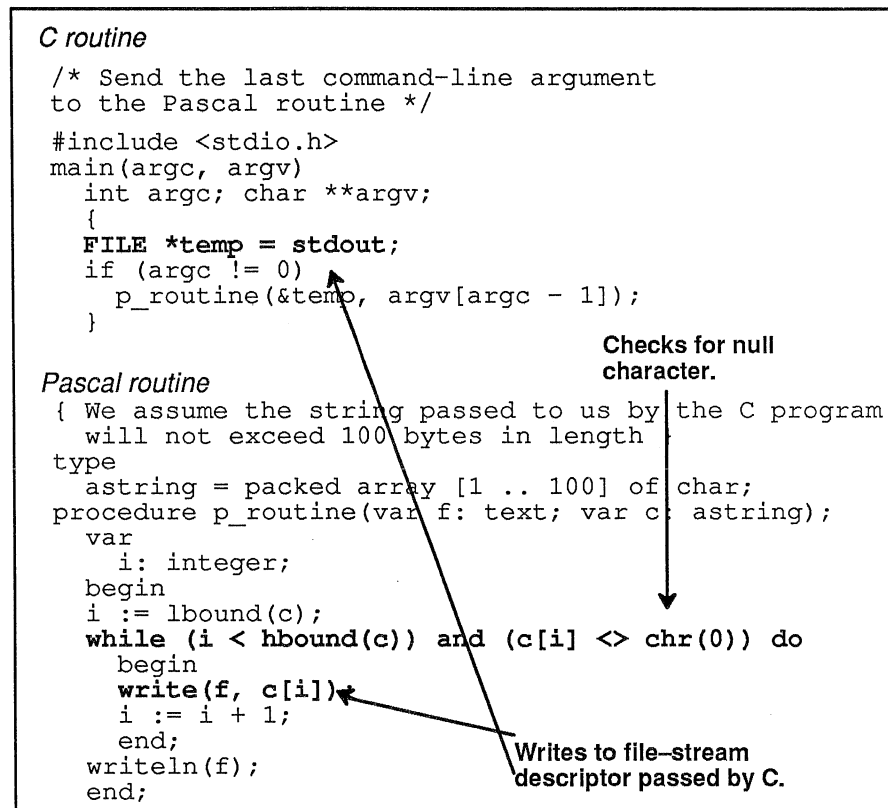 C routine
/* Send the last command–line argument
to the Pascal routine */
#include <stdio.h>
main(argc, argv)
int argc; char **argv;
{
FILE *temp = stdout;
if (argc != 0)
p_routine(&temp, argv[argc - 1]);
}
Checks for null
character.
Pascal routine
{ We assume the string passed to us by the C program
will not exceed 100 bytes in length }
type
astring = packed array [1 .. 100] of char;
procedure p_routine(var f: text; var c: astring);
var
i: integer;
begin
i := lbound(c);
while (i < hbound(c)) and (c[i] <> chr(0)) do
begin
write(f, c[i]);
i := i + 1;
end;
writeln(f);
end;
Writes to file–stream
descriptor passed by C.